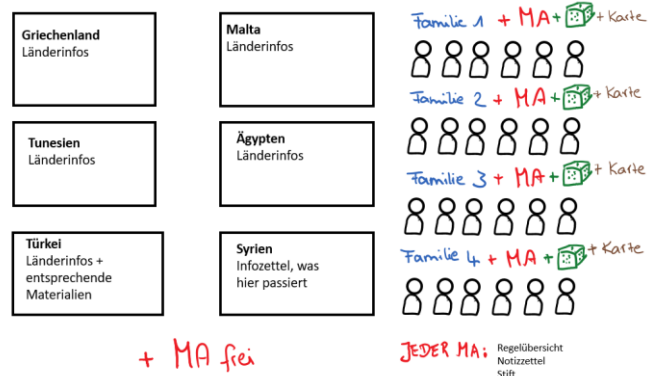 Griechenland
Länderinfos
Malta
Länderinfos
Tunesien
Länderinfos
Ägypten
Länderinfos
Türkei
Länderinfos +
entsprechende
Materialien
Syrien
Infozettel, was
hier passiert
+ MA frei
Familie 1 + MA + + Karte
Familie 2 + MA + + Karte
Familie 3 + MA + + Karte
Familie 4 + MA + + Karte
JEDER MA: Regelübersicht
Notizzettel
Stift